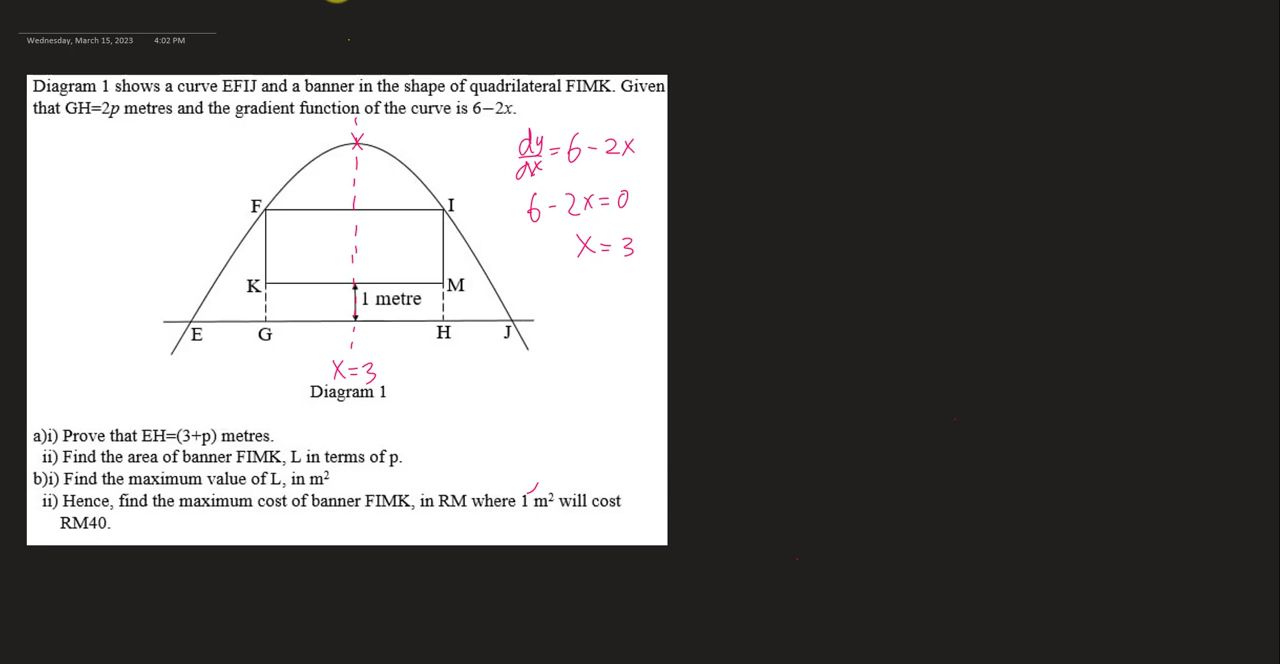 Wednesday, March 15, 2023 4:02 PM
Diagram 1 shows a curve EFIJ and a banner in the shape of quadrilateral FIMK. Given
that GH=2p metres and the gradient function of the curve is 6−2x.
dy/dx = 6 - 2x
6 - 2x = 0
x = 3
F
I
K
M
1 metre
E
G
H
J
x=3
Diagram 1
a)i) Prove that EH=(3+p) metres.
ii) Find the area of banner FIMK, L in terms of p.
b)i) Find the maximum value of L, in m²
ii) Hence, find the maximum cost of banner FIMK, in RM where 1 m² will cost
RM40.